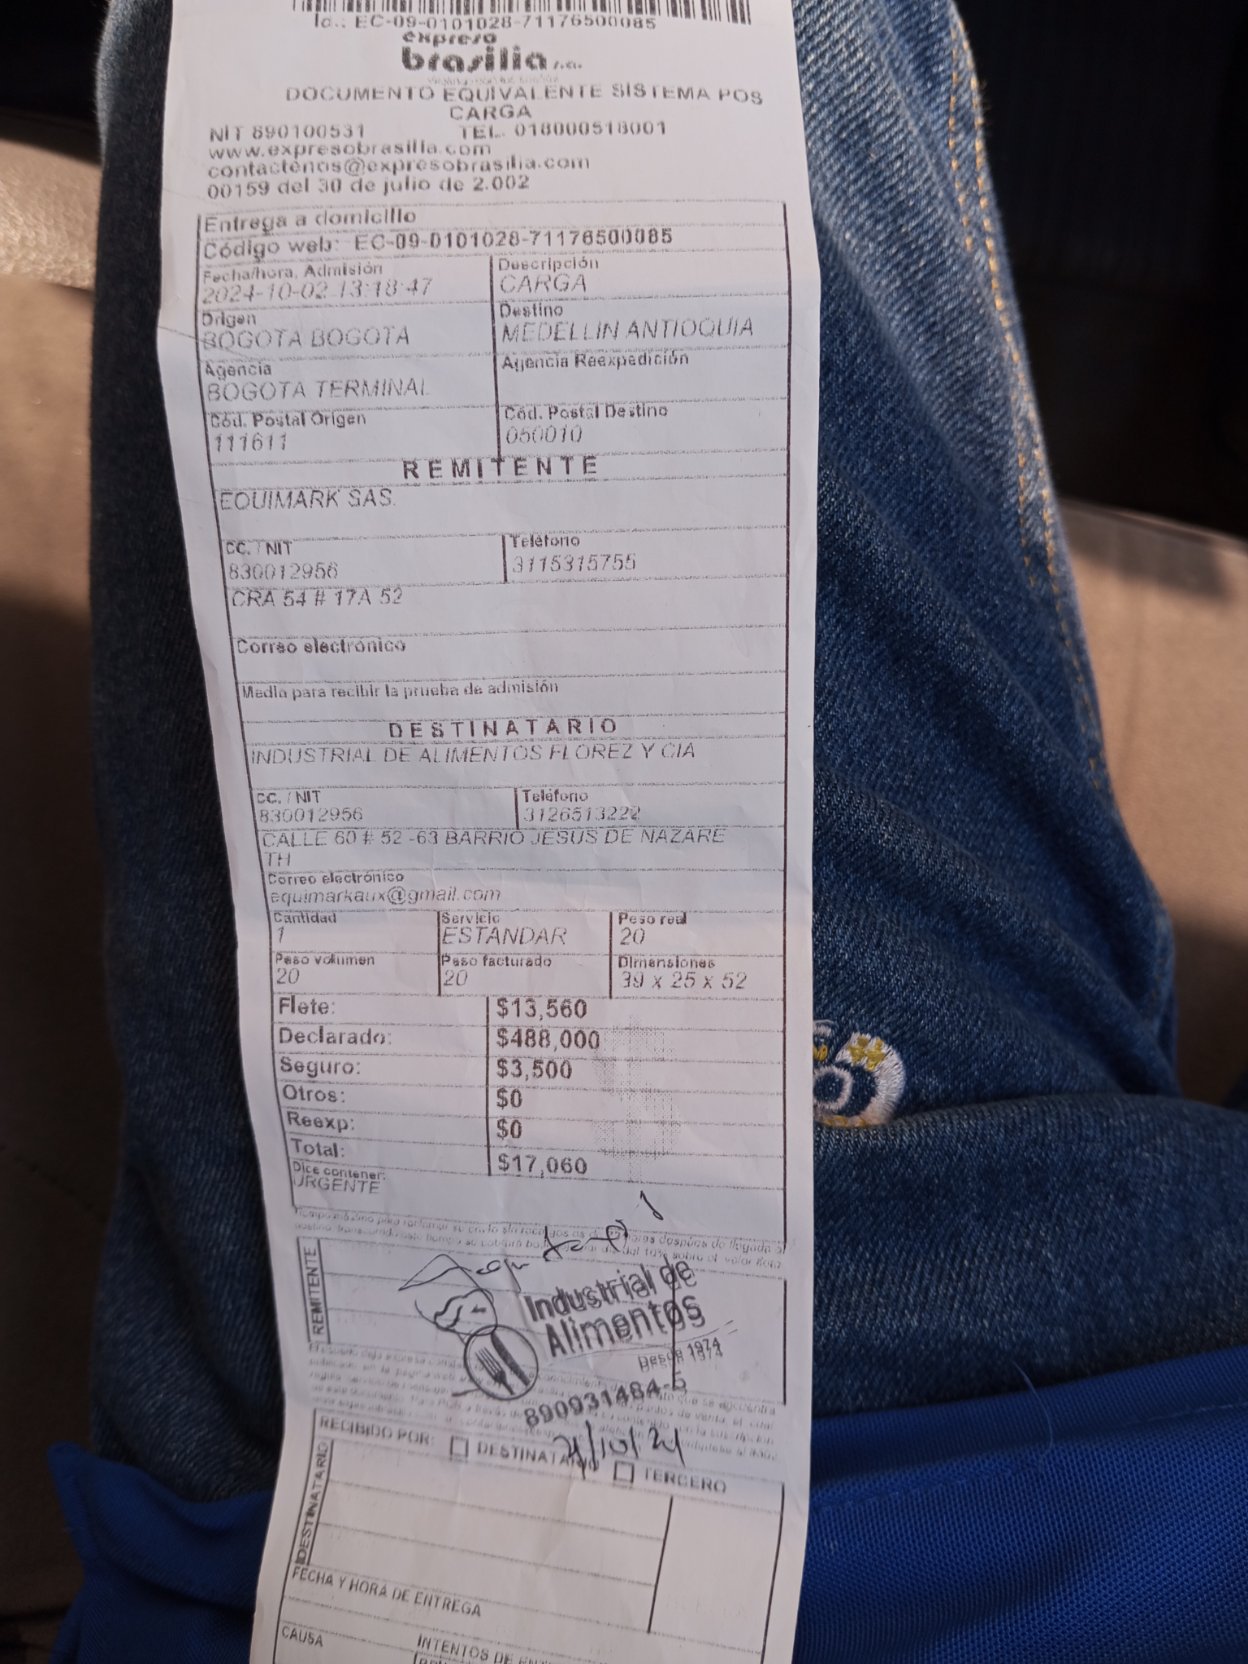 Id.: EC-09-0101028-71176500085
expreso
brasilia s.a.
DOCUMENTO EQUIVALENTE SISTEMA POS
CARGA
NIT 890100531 TEL. 018000518001
www.expresobrasilia.com
contactenos@expresobrasilia.com
00159 del 30 de julio de 2.002
Entrega a domicilio
Código web: EC-09-0101028-71176500085
Fecha/hora, Admisión Descripción
2024-10-02 13:18:47 CARGA
Origen Destino
BOGOTA BOGOTA MEDELLIN ANTIOQUIA
Agencia Agencia Reexpedición
BOGOTA TERMINAL
Cód. Postal Origen Cód. Postal Destino
111611 050010
REMITENTE
EQUIMARK SAS.
CC. / NIT Teléfono
830012956 3115315755
CRA 54 # 17A 52
Correo electrónico
Medio para recibir la prueba de admisión
DESTINATARIO
INDUSTRIAL DE ALIMENTOS FLOREZ Y CIA
CC. / NIT Teléfono
830012956 3126513222
CALLE 60 # 52 -63 BARRIO JESUS DE NAZARE
TH
Correo electrónico
equimarkaux@gmail.com
Cantidad Servicio Peso real
1 ESTANDAR 20
Peso volumen Peso facturado Dimensiones
20 20 39 x 25 x 52
Flete: $13,560
Declarado: $488,000
Seguro: $3,500
Otros: $0
Reexp: $0
Total: $17,060
Dice contener:
URGENTE
REMITENTE
Industrial de
Alimentos
Desde 1974
890931484-5
RECIBIDO POR: DESTINATARIO TERCERO
DESTINATARIO
FECHA Y HORA DE ENTREGA
CAUSA INTENTOS DE